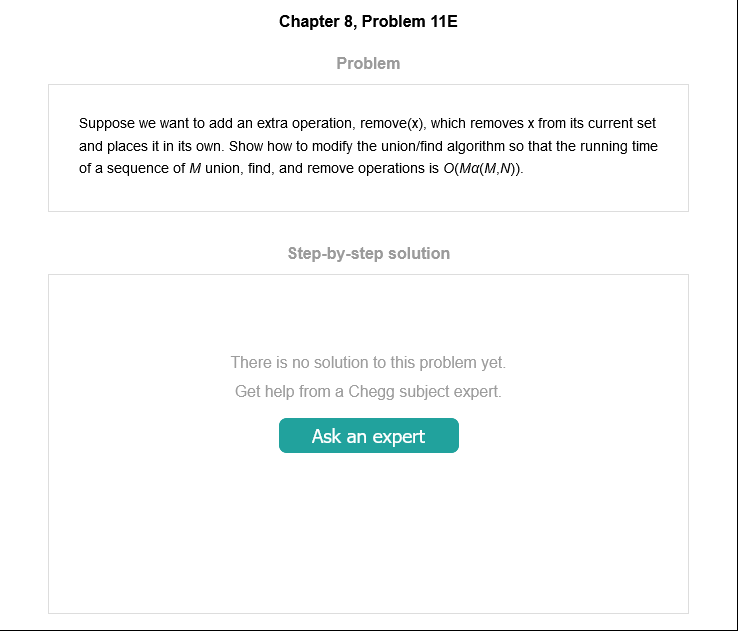 Chapter 8, Problem 11E
Problem
Suppose we want to add an extra operation, remove(x), which removes x from its current set
and places it in its own. Show how to modify the union/find algorithm so that the running time
of a sequence of M union, find, and remove operations is O(Mα(M,N)).
Step-by-step solution
There is no solution to this problem yet.
Get help from a Chegg subject expert.
Ask an expert